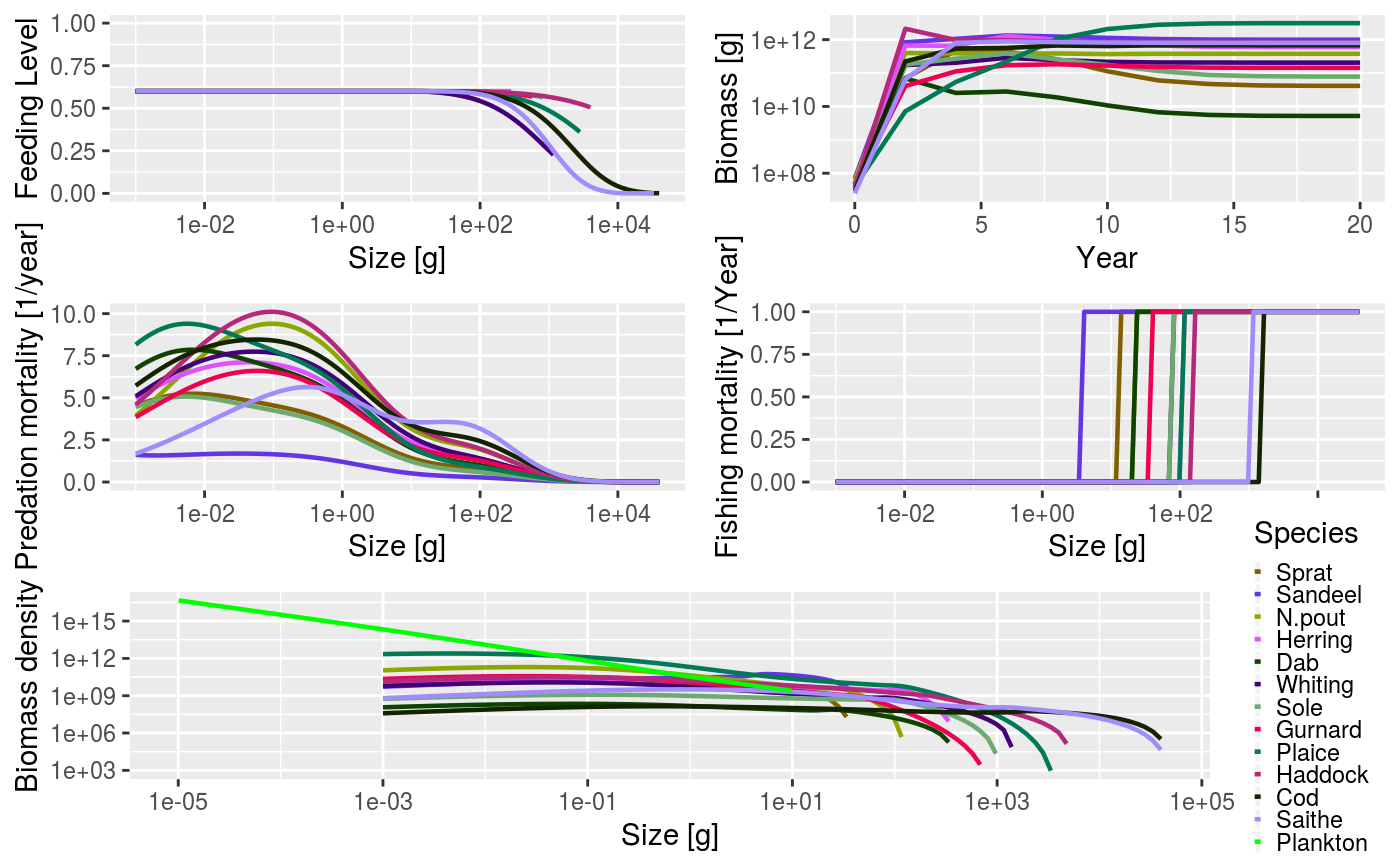 Feeding Level
1.00
0.75
0.50
0.25
0.00
1e-02 1e+00 1e+02 1e+04
Size [g]
Biomass [g]
1e+12
1e+10
1e+08
0 5 10 15 20
Year
Predation mortality [1/year]
10.0
7.5
5.0
2.5
0.0
1e-02 1e+00 1e+02 1e+04
Size [g]
Fishing mortality [1/Year]
1.00
0.75
0.50
0.25
0.00
1e-02 1e+00 1e+02
Size [g]
Biomass density
1e+15
1e+12
1e+09
1e+06
1e+03
1e-05 1e-03 1e-01 1e+01 1e+03 1e+05
Size [g]
Species
Sprat
Sandeel
N.pout
Herring
Dab
Whiting
Sole
Gurnard
Plaice
Haddock
Cod
Saithe
Plankton